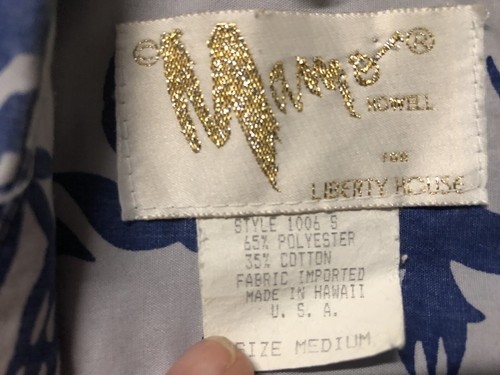 © Mamo ®
HOWELL
FOR
LIBERTY HOUSE
STYLE 1006 S
65% POLYESTER
35% COTTON
FABRIC IMPORTED
MADE IN HAWAII
U. S. A.
SIZE MEDIUM